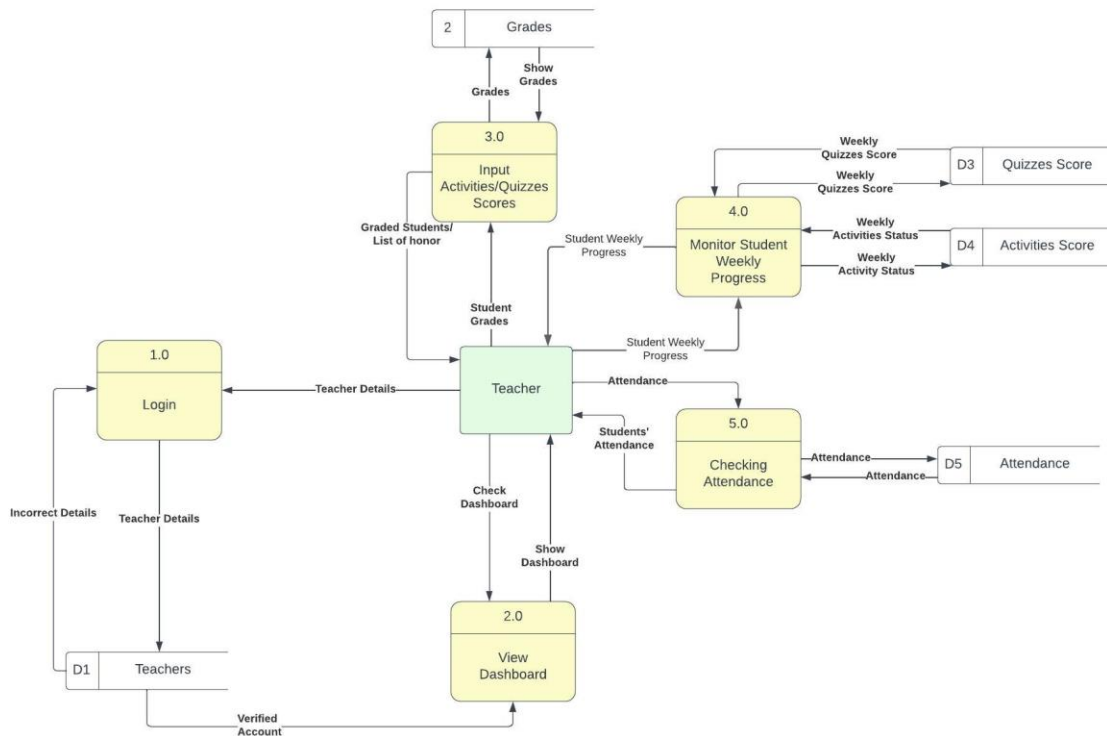 2
Grades
Grades
Show
Grades
3.0
Input
Activities/Quizzes
Scores
Graded Students/
List of honor
Student
Grades
Weekly
Quizzes Score
Weekly
Quizzes Score
D3
Quizzes Score
4.0
Monitor Student
Weekly
Progress
Weekly
Activities Status
Weekly
Activity Status
D4
Activities Score
Student Weekly
Progress
Student Weekly
Progress
1.0
Login
Teacher Details
Teacher
Attendance
Students'
Attendance
5.0
Checking
Attendance
Attendance
Attendance
D5
Attendance
Incorrect Details
Teacher Details
Check
Dashboard
Show
Dashboard
2.0
View
Dashboard
D1
Teachers
Verified
Account